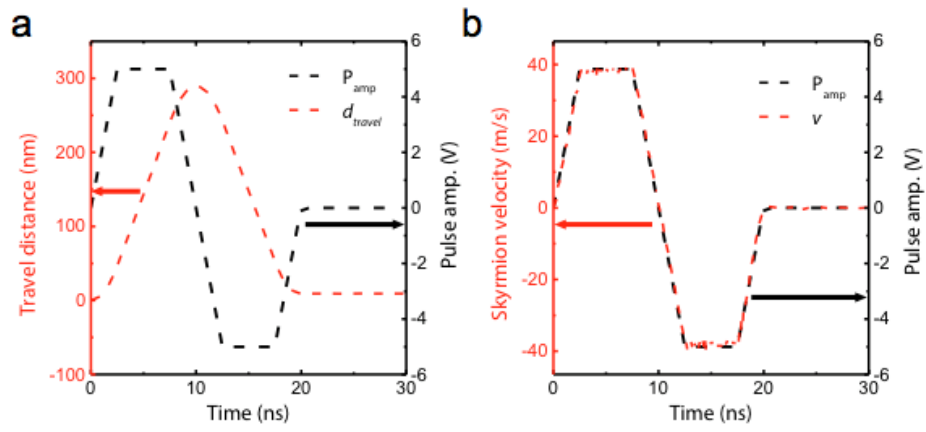 a
b
Travel distance (nm)
300
200
100
0
-100
P_amp
d_travel
6
4
2
0
-2
-4
-6
Pulse amp. (V)
0
10
20
30
Time (ns)
Skyrmion velocity (m/s)
40
20
0
-20
-40
P_amp
v
6
4
2
0
-2
-4
-6
Pulse amp. (V)
0
10
20
30
Time (ns)